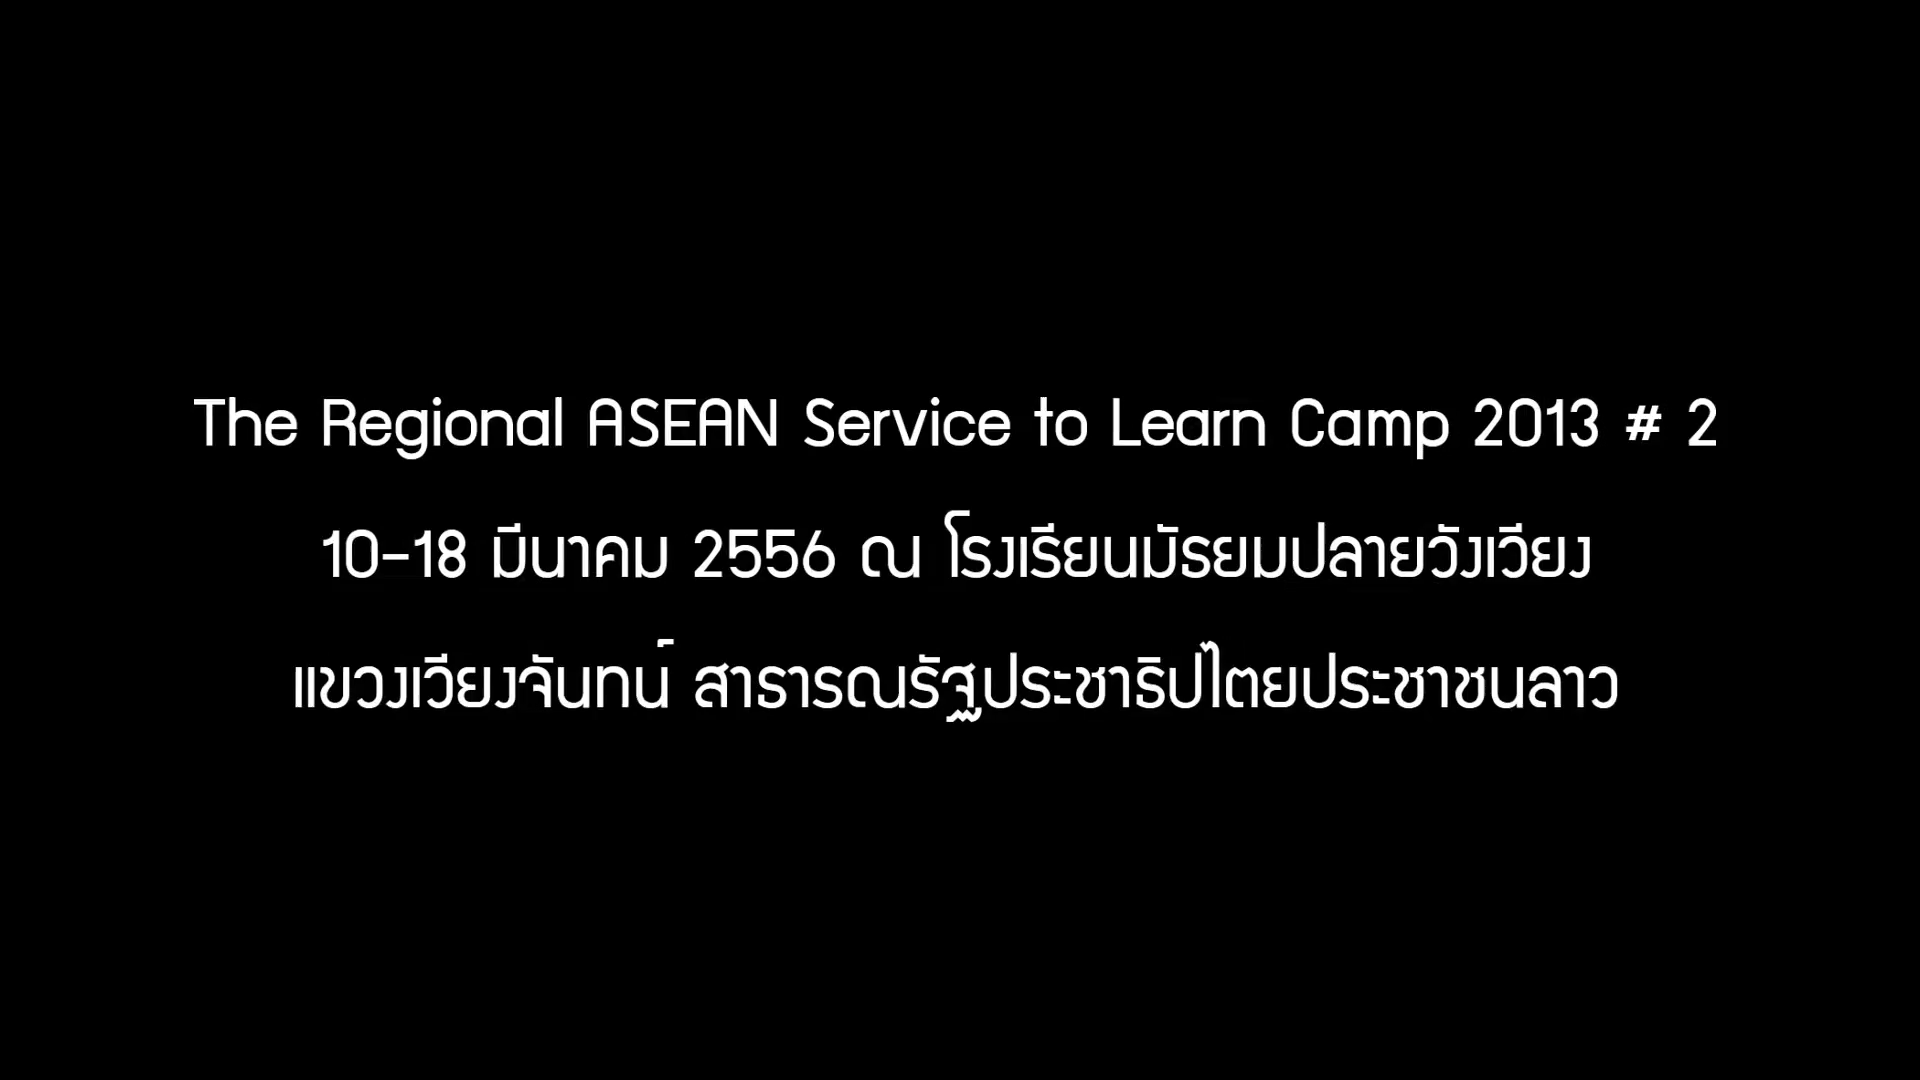 The Regional ASEAN Service to Learn Camp 2013 # 2
10-18 มีนาคม 2556 ณ โรงเรียนมัธยมปลายวังเวียง
แขวงเวียงจันทน์ สาธารณรัฐประชาธิปไตยประชาชนลาว